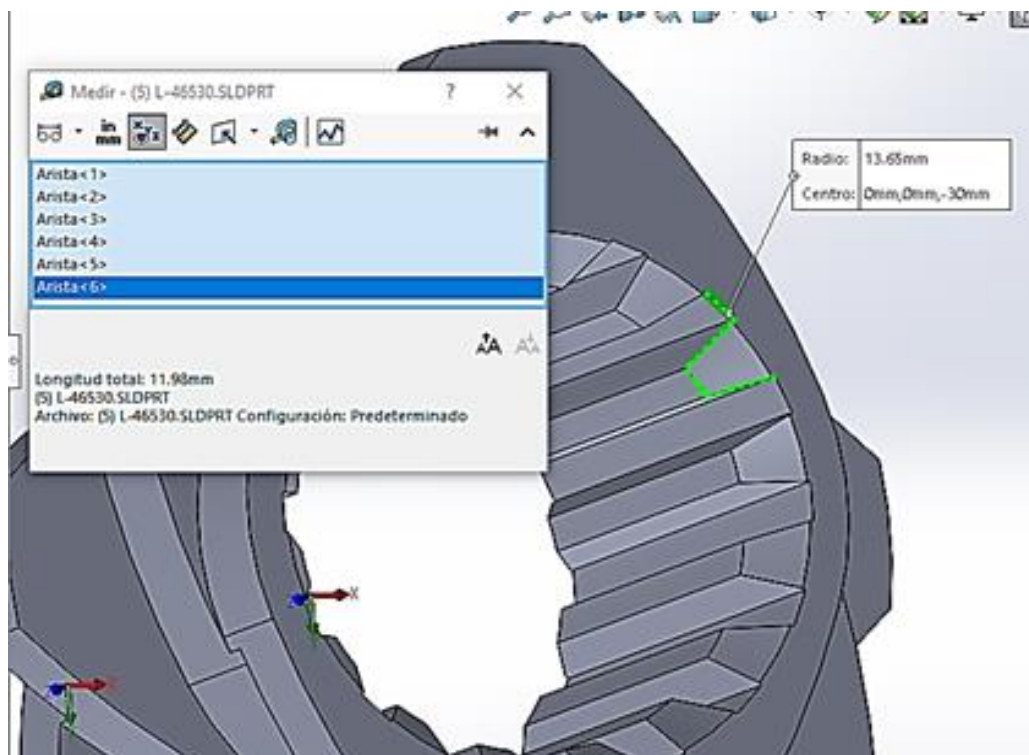 Medir - (5) L-46530.SLDPRT
?
in
mm
Arista<1>
Arista<2>
Arista<3>
Arista<4>
Arista<5>
Arista<6>
Longitud total: 11.98mm
(5) L-46530.SLDPRT
Archivo: (5) L-46530.SLDPRT Configuración: Predeterminado
Radio: 13.65mm
Centro: 0mm,0mm,-30mm
X